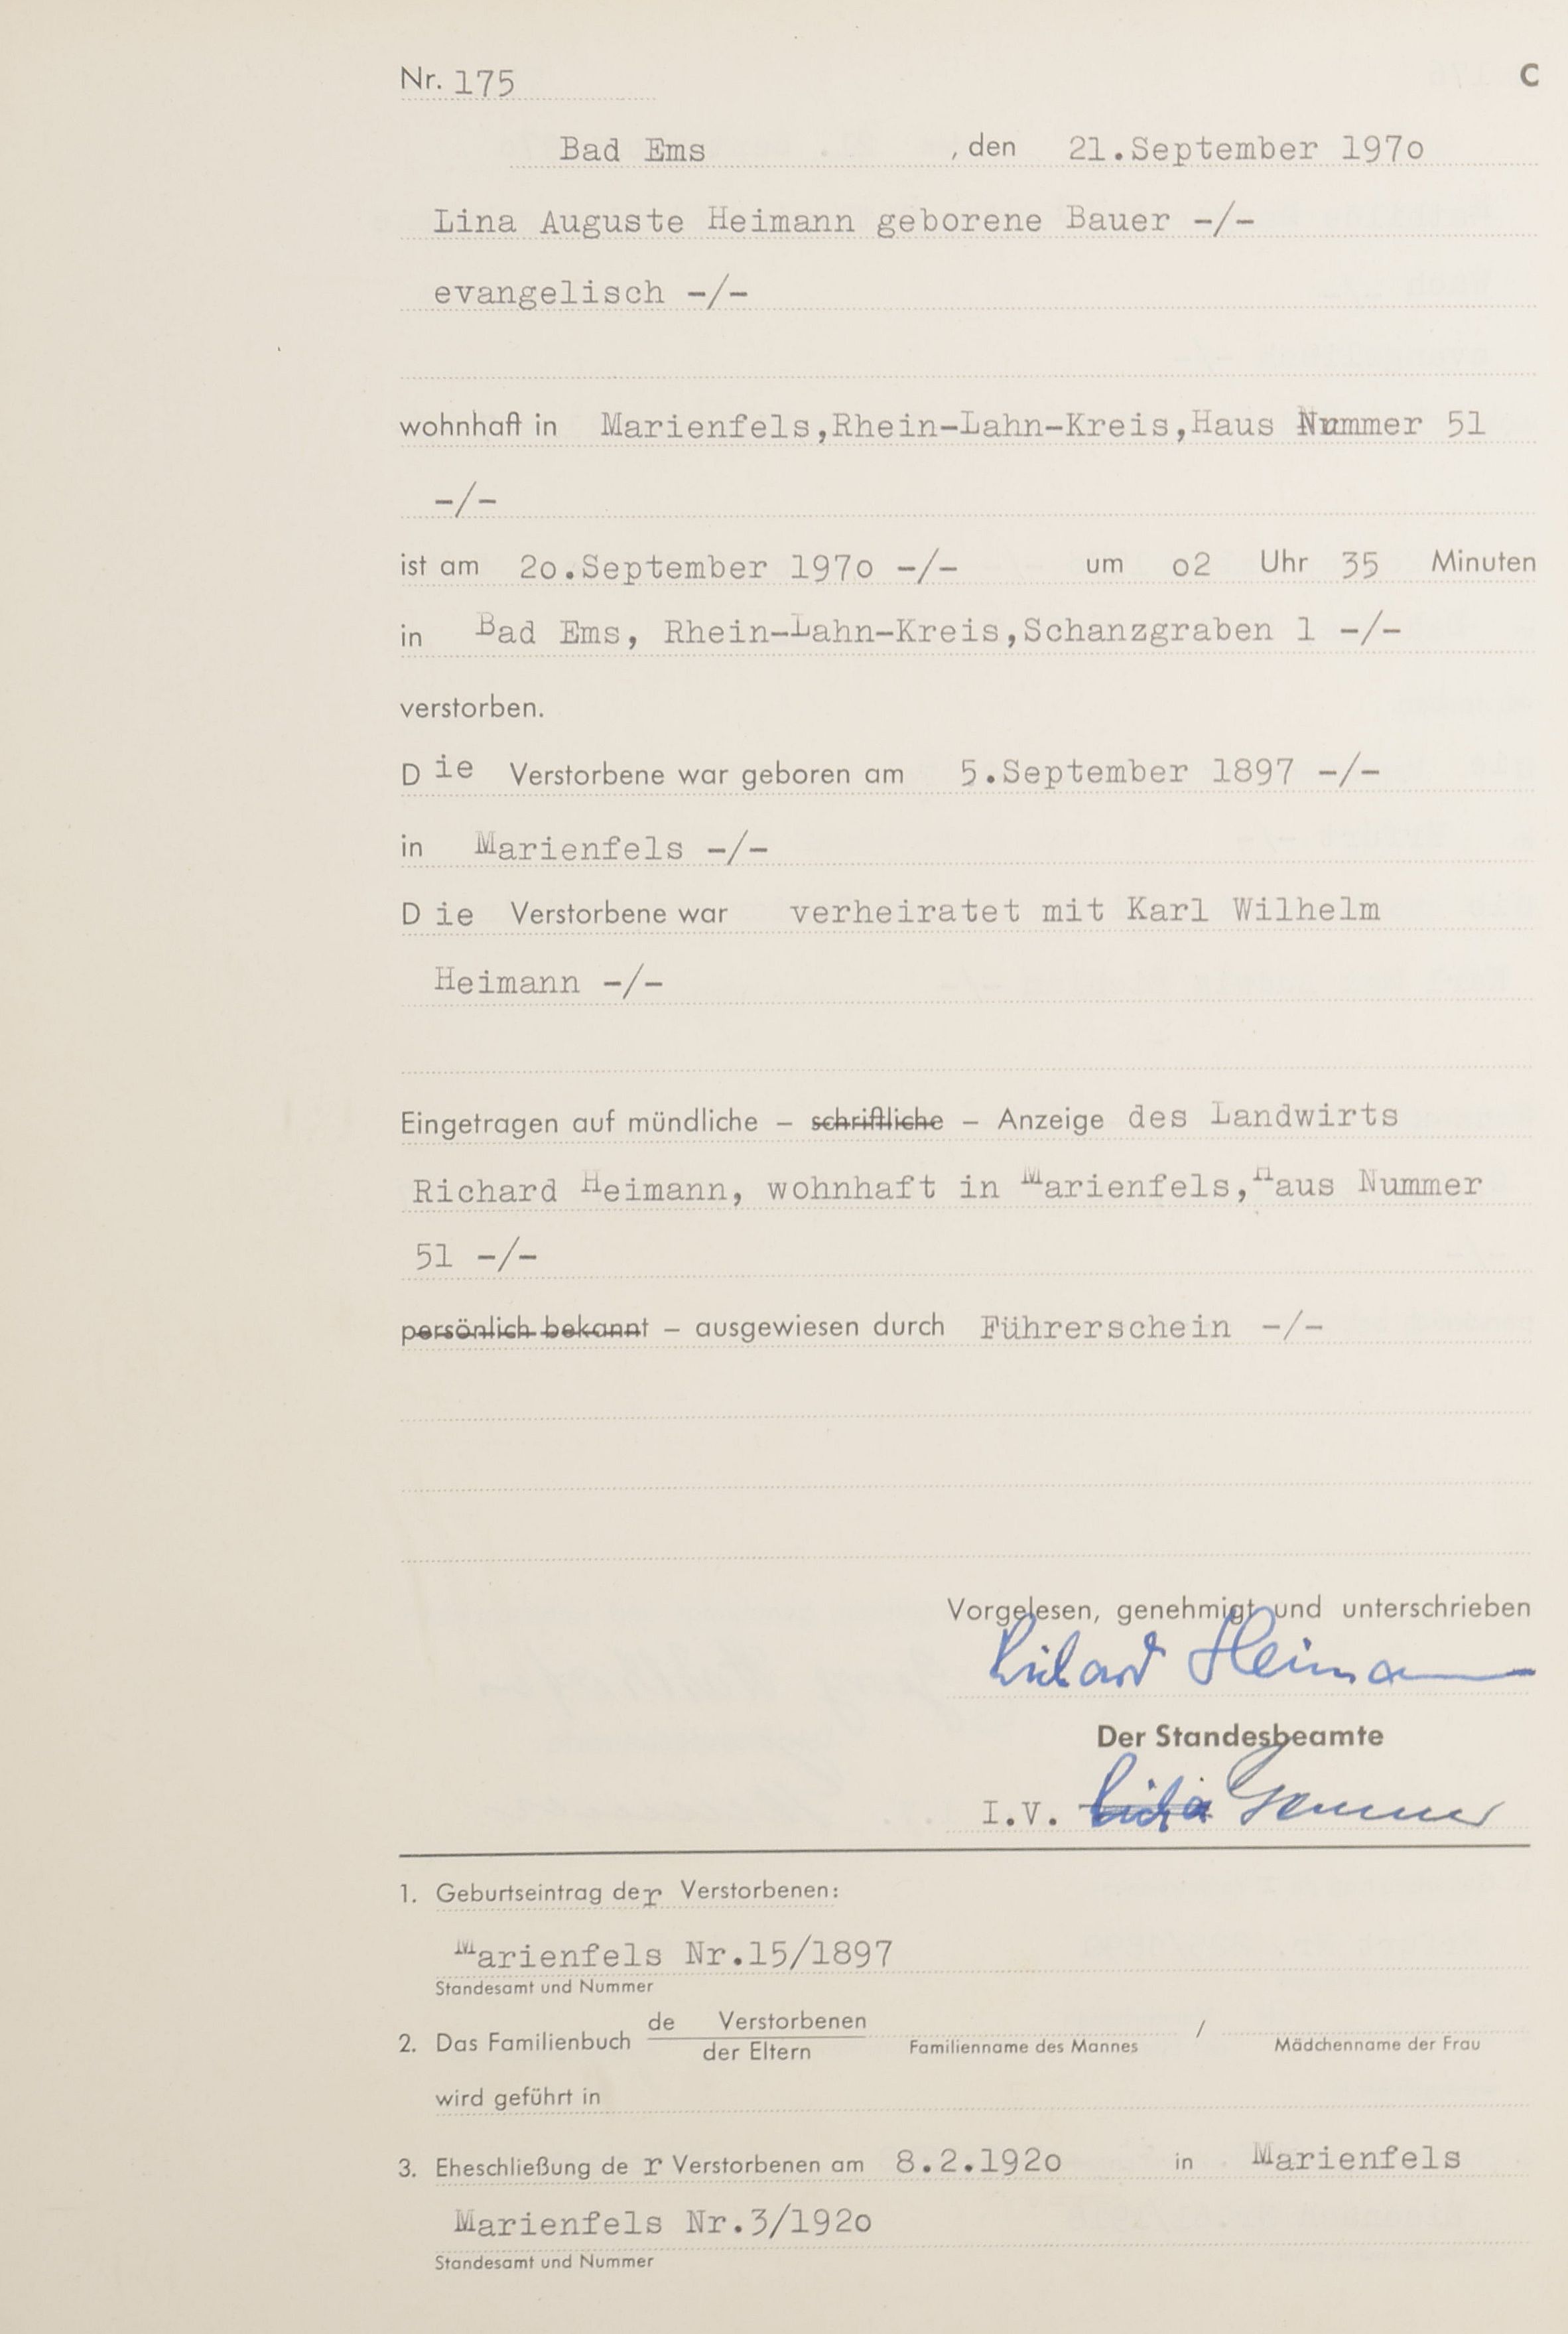 Nr. 175
C
Bad Ems , den 21.September 197o
Lina Auguste Heimann geborene Bauer -/-
evangelisch -/-
wohnhaft in Marienfels,Rhein-Lahn-Kreis,Haus Nummer 51
-/-
ist am 2o.September 197o -/- um o2 Uhr 35 Minuten
in Bad Ems, Rhein-Lahn-Kreis,Schanzgraben 1 -/-
verstorben.
Die Verstorbene war geboren am 5.September 1897 -/-
in Marienfels -/-
Die Verstorbene war verheiratet mit Karl Wilhelm
Heimann -/-
Eingetragen auf mündliche – schriftliche – Anzeige des Landwirts
Richard Heimann, wohnhaft in Marienfels,Haus Nummer
51 -/-
persönlich bekannt – ausgewiesen durch Führerschein -/-
Vorgelesen, genehmigt und unterschrieben
Richard Heimann
Der Standesbeamte
I.V.
1. Geburtseintrag der Verstorbenen:
Marienfels Nr.15/1897
Standesamt und Nummer
2. Das Familienbuch de Verstorbenen / der Eltern
Familienname des Mannes / Mädchenname der Frau
wird geführt in
3. Eheschließung der Verstorbenen am 8.2.192o in Marienfels
Marienfels Nr.3/192o
Standesamt und Nummer